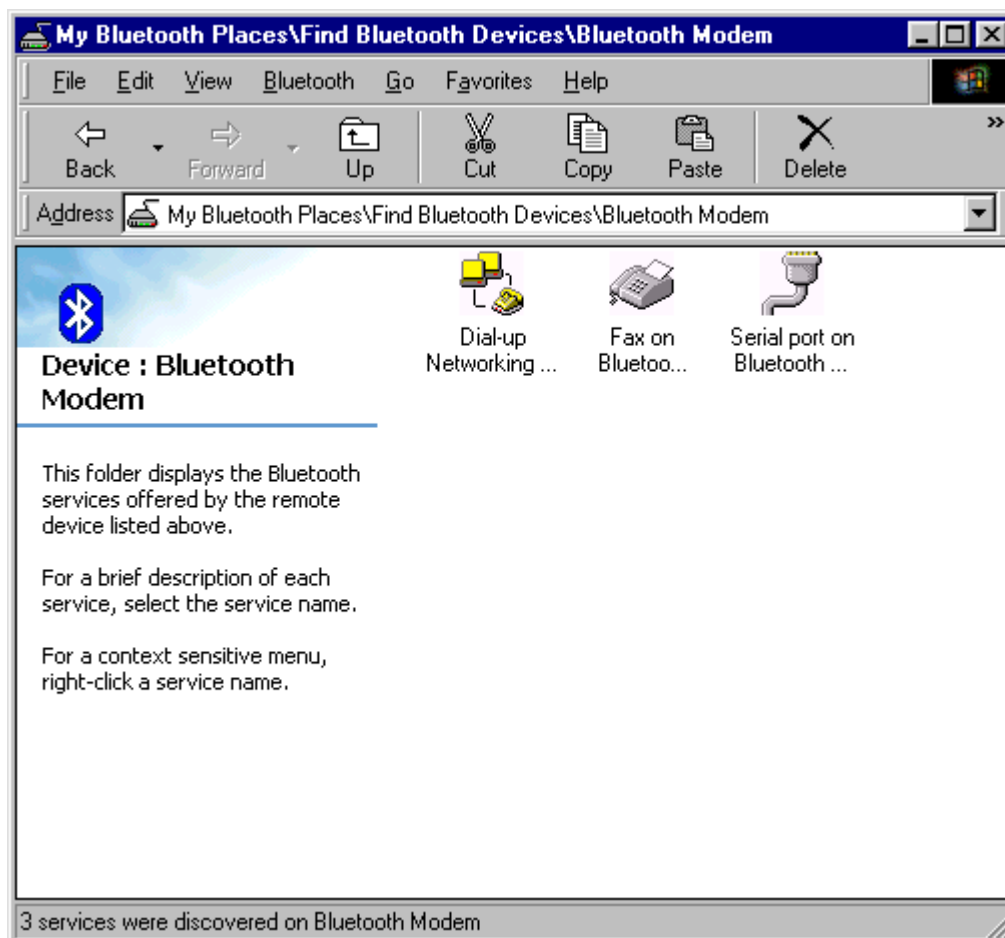 My Bluetooth Places\Find Bluetooth Devices\Bluetooth Modem
File Edit View Bluetooth Go Favorites Help
Back Forward Up Cut Copy Paste Delete »
Address My Bluetooth Places\Find Bluetooth Devices\Bluetooth Modem
Device : Bluetooth
Modem
This folder displays the Bluetooth
services offered by the remote
device listed above.
For a brief description of each
service, select the service name.
For a context sensitive menu,
right-click a service name.
Dial-up
Networking ...
Fax on
Bluetoo...
Serial port on
Bluetooth ...
3 services were discovered on Bluetooth Modem